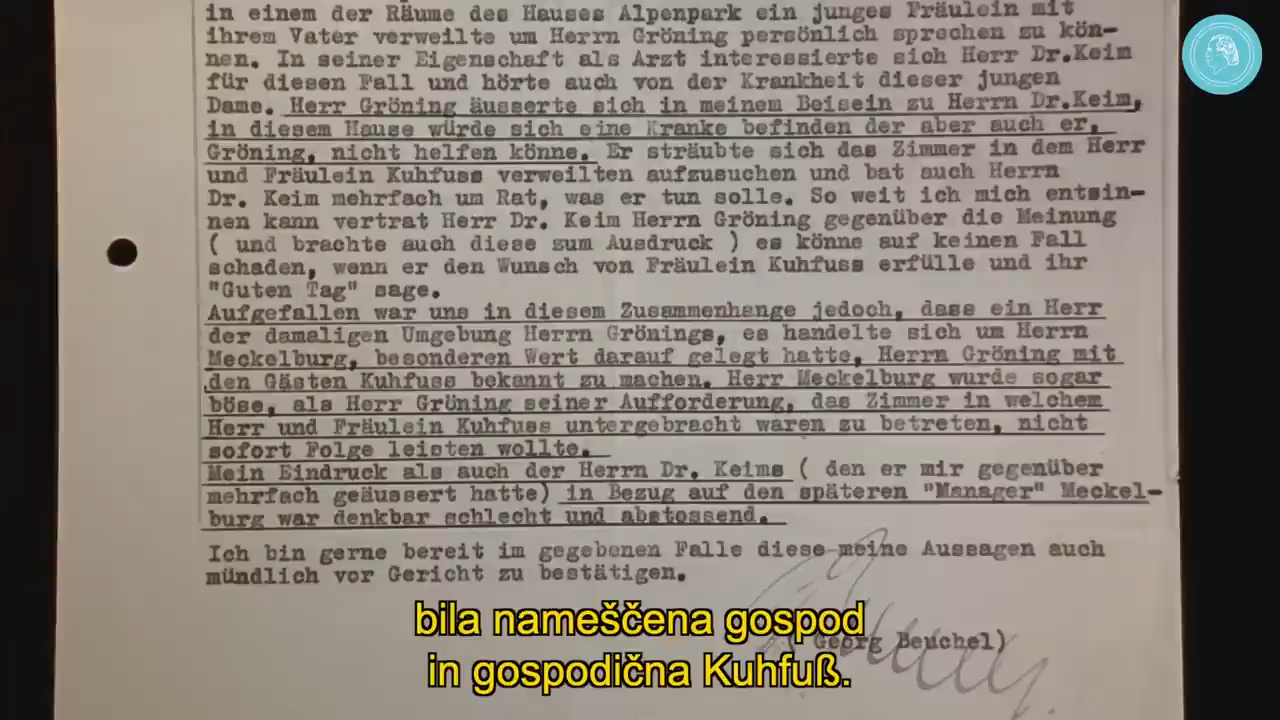 in einem der Räume des Hauses Alpenpark ein junges Fräulein mit
ihrem Vater verweilte um Herrn Gröning persönlich sprechen zu kön-
nen. In seiner Eigenschaft als Arzt interessierte sich Herr Dr.Keim
für diesen Fall und hörte auch von der Krankheit dieser jungen
Dame. Herr Gröning äusserte sich in meinem Beisein zu Herrn Dr.Keim,
in diesem Hause würde sich eine Kranke befinden der aber auch er,
Gröning, nicht helfen könne. Er sträubte sich das Zimmer in dem Herr
und Fräulein Kuhfuss verweilten aufzusuchen und bat auch Herrn
Dr. Keim mehrfach um Rat, was er tun solle. So weit ich mich entsin-
nen kann vertrat Herr Dr. Keim Herrn Gröning gegenüber die Meinung
( und brachte auch diese zum Ausdruck ) es könne auf keinen Fall
schaden, wenn er den Wunsch von Fräulein Kuhfuss erfülle und ihr
"Guten Tag" sage.
Aufgefallen war uns in diesem Zusammenhange jedoch, dass ein Herr
der damaligen Umgebung Herrn Grönings, es handelte sich um Herrn
Meckelburg, besonderen Wert darauf gelegt hatte, Herrn Gröning mit
den Gästen Kuhfuss bekannt zu machen. Herr Meckelburg wurde sogar
böse, als Herr Gröning seiner Aufforderung, das Zimmer in welchem
Herr und Fräulein Kuhfuss untergebracht waren zu betreten, nicht
sofort Folge leisten wollte.
Mein Eindruck als auch der Herrn Dr. Keims ( den er mir gegenüber
mehrfach geäussert hatte) in Bezug auf den späteren "Manager" Meckel-
burg war denkbar schlecht und abstossend.
Ich bin gerne bereit im gegebenen Falle diese meine Aussagen auch
mündlich vor Gericht zu bestätigen.
( Georg Beuchel)
bila nameščena gospod
in gospodična Kuhfuß.